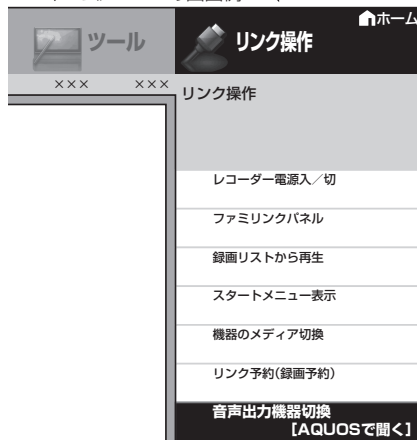 ホーム
ツール
リンク操作
××× ×××
リンク操作
レコーダー電源入／切
ファミリンクパネル
録画リストから再生
スタートメニュー表示
機器のメディア切換
リンク予約(録画予約)
音声出力機器切換
[AQUOSで聞く]